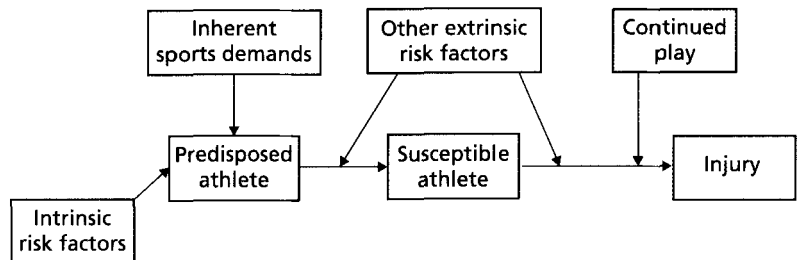 Inherent
sports demands
Other extrinsic
risk factors
Continued
play
Predisposed
athlete
Susceptible
athlete
Injury
Intrinsic
risk factors